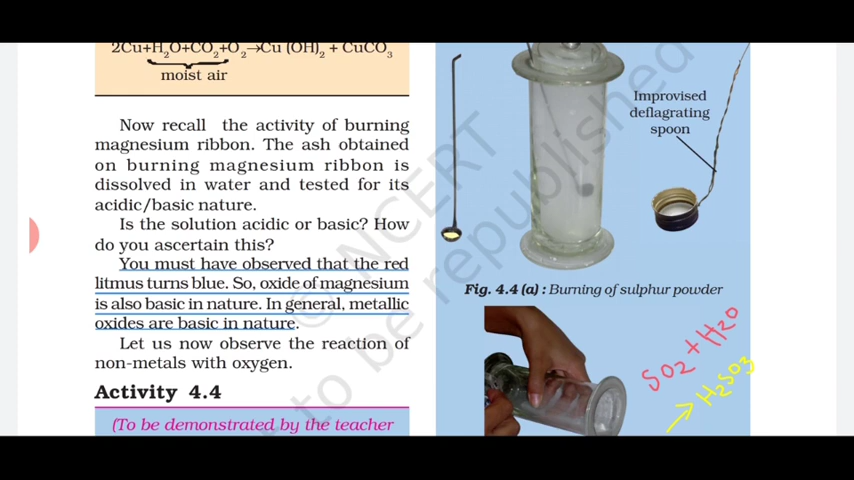 2Cu+H₂O+CO₂+O₂→Cu (OH)₂ + CuCO₃
moist air
Now recall the activity of burning
magnesium ribbon. The ash obtained
on burning magnesium ribbon is
dissolved in water and tested for its
acidic/basic nature.
Is the solution acidic or basic? How
do you ascertain this?
You must have observed that the red
litmus turns blue. So, oxide of magnesium
is also basic in nature. In general, metallic
oxides are basic in nature.
Let us now observe the reaction of
non-metals with oxygen.
Activity 4.4
(To be demonstrated by the teacher
Improvised
deflagrating
spoon
Fig. 4.4 (a) : Burning of sulphur powder
SO2 + H2O
→ H2SO3
© NCERT
t to be republished